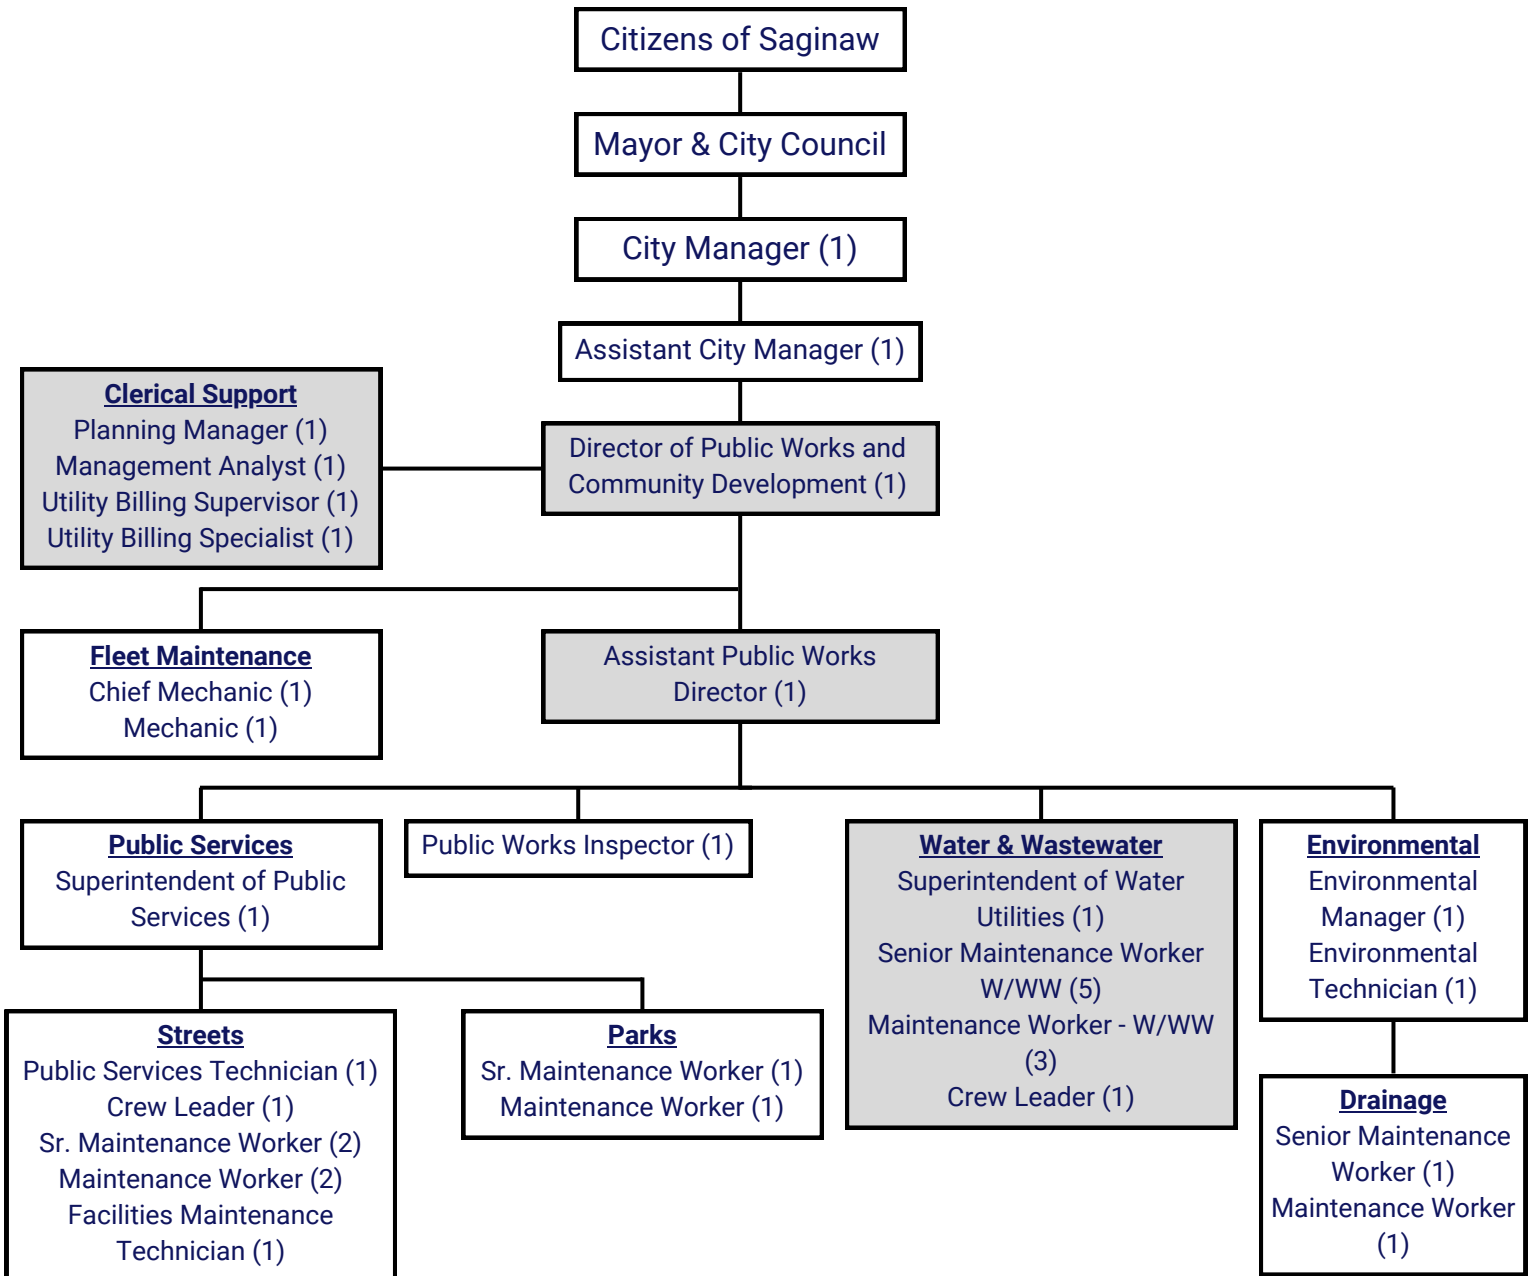 Citizens of Saginaw
Mayor & City Council
City Manager (1)
Assistant City Manager (1)
Clerical Support
Planning Manager (1)
Management Analyst (1)
Utility Billing Supervisor (1)
Utility Billing Specialist (1)
Director of Public Works and
Community Development (1)
Fleet Maintenance
Chief Mechanic (1)
Mechanic (1)
Assistant Public Works
Director (1)
Public Services
Superintendent of Public
Services (1)
Public Works Inspector (1)
Water & Wastewater
Superintendent of Water
Utilities (1)
Senior Maintenance Worker
W/WW (5)
Maintenance Worker - W/WW
(3)
Crew Leader (1)
Environmental
Environmental
Manager (1)
Environmental
Technician (1)
Streets
Public Services Technician (1)
Crew Leader (1)
Sr. Maintenance Worker (2)
Maintenance Worker (2)
Facilities Maintenance
Technician (1)
Parks
Sr. Maintenance Worker (1)
Maintenance Worker (1)
Drainage
Senior Maintenance
Worker (1)
Maintenance Worker
(1)